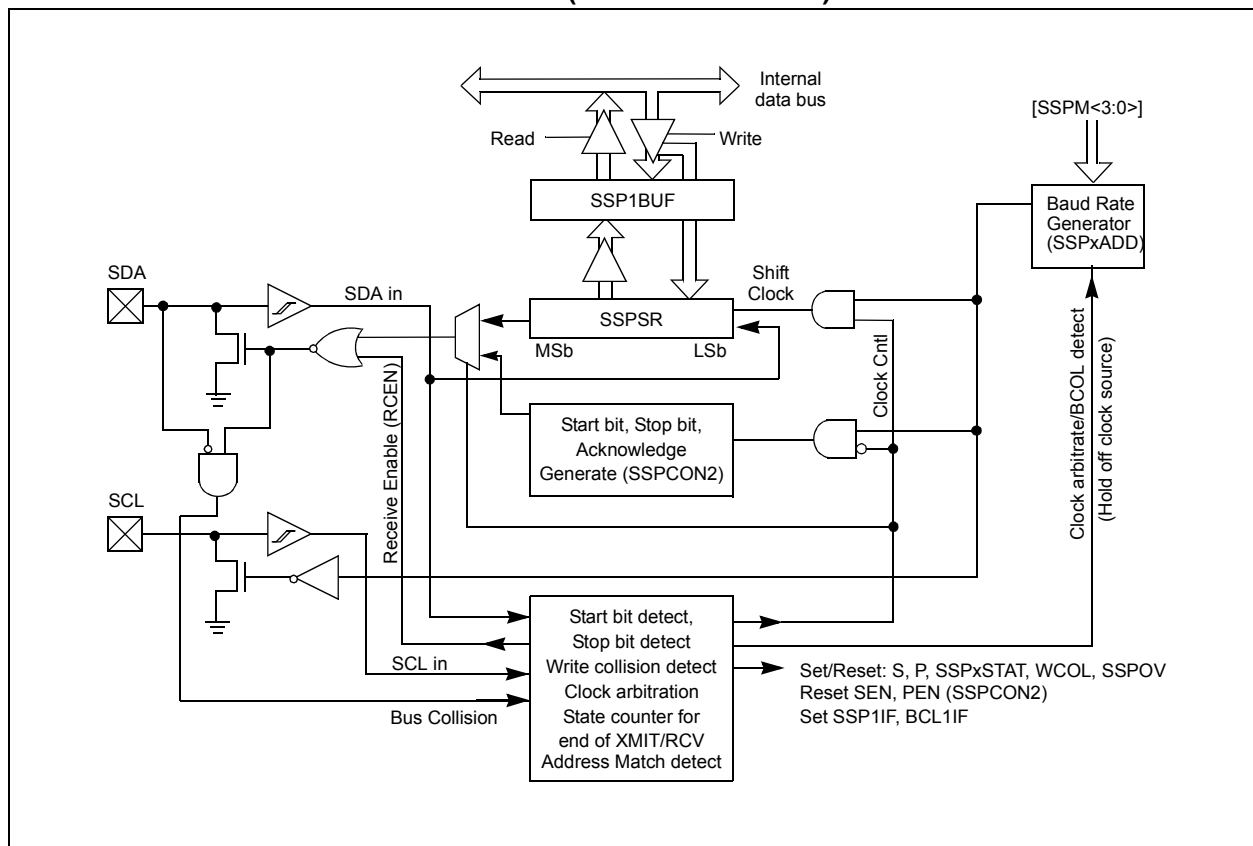 Internal
data bus
[SSPM<3:0>]
Read
Write
SSP1BUF
Baud Rate
Generator
(SSPxADD)
SDA
Shift
Clock
SDA in
SSPSR
MSb
LSb
Receive Enable (RCEN)
Clock Cntl
Clock arbitrate/BCOL detect
(Hold off clock source)
Start bit, Stop bit,
Acknowledge
Generate (SSPCON2)
SCL
Start bit detect,
Stop bit detect
Write collision detect
Clock arbitration
State counter for
end of XMIT/RCV
Address Match detect
SCL in
Bus Collision
Set/Reset: S, P, SSPxSTAT, WCOL, SSPOV
Reset SEN, PEN (SSPCON2)
Set SSP1IF, BCL1IF